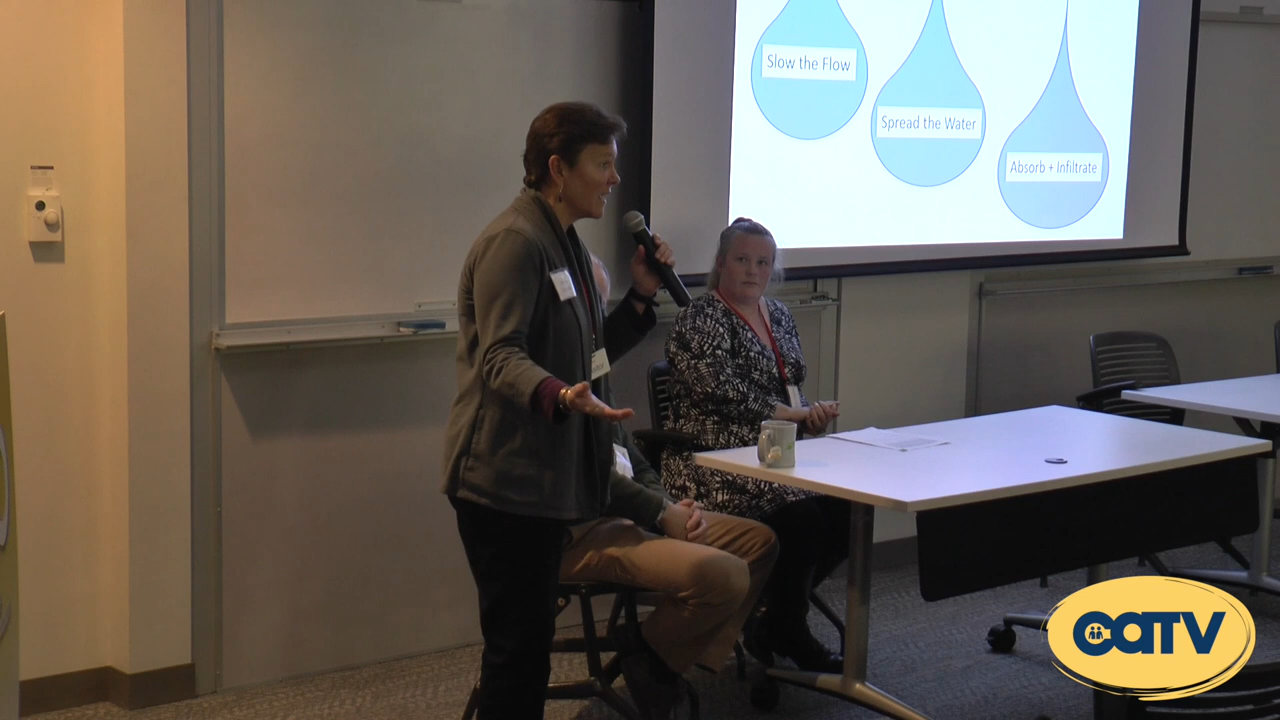 Slow the Flow
Spread the Water
Absorb + Infiltrate
CATV